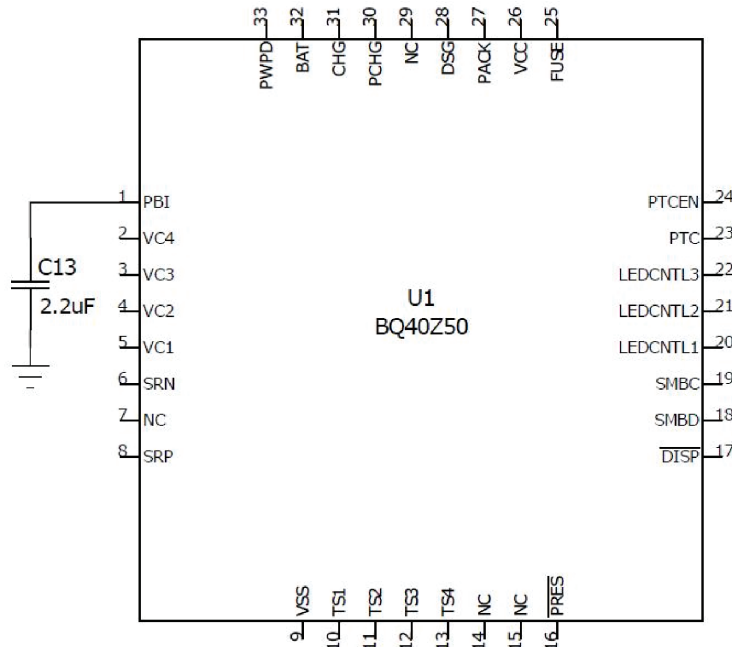 33 32 31 30 29 28 27 26 25
PWPD BAT CHG PCHG NC DSG PACK VCC FUSE
1 PBI
2 VC4
3 VC3
4 VC2
5 VC1
6 SRN
7 NC
8 SRP
C13
2.2uF
U1
BQ40Z50
PTCEN 24
PTC 23
LEDCNTL3 22
LEDCNTL2 21
LEDCNTL1 20
SMBC 19
SMBD 18
DISP 17
VSS TS1 TS2 TS3 TS4 NC NC PRES
9 10 11 12 13 14 15 16